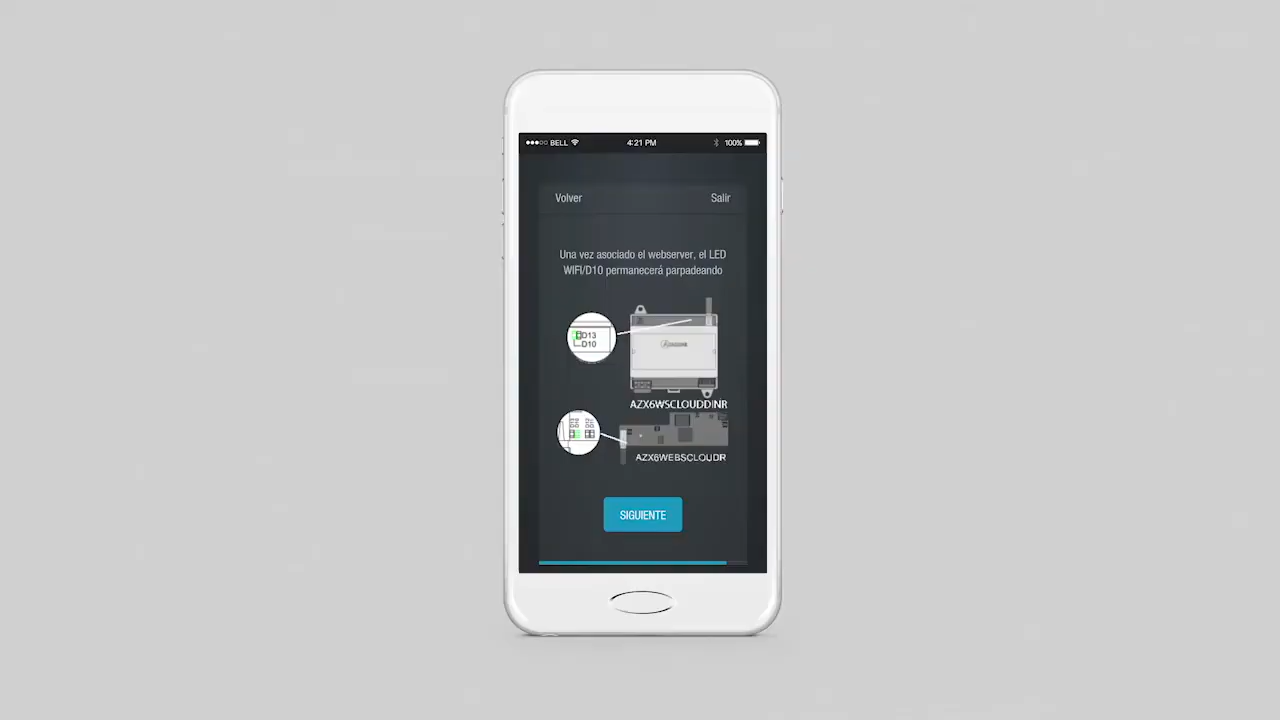 BELL 4:21 PM 100%
Volver Salir
Una vez asociado el webserver, el LED
WIFI/D10 permanecerá parpadeando
D13
D10
AZX6WSCLOUDDINR
AZX6WEBSCLOUDR
SIGUIENTE